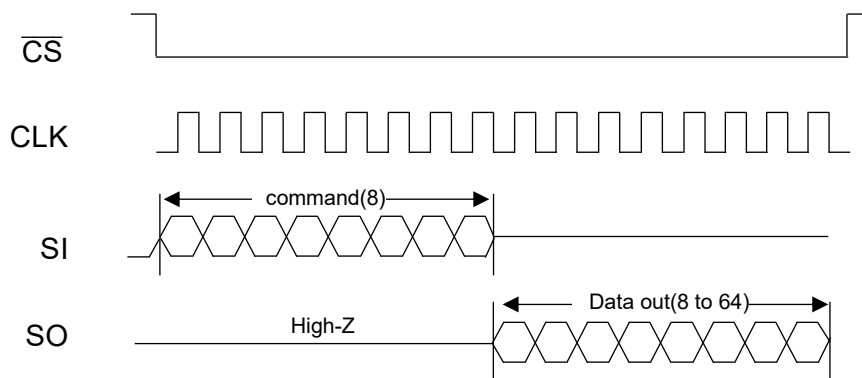 CS
CLK
command(8)
SI
Data out(8 to 64)
High-Z
SO